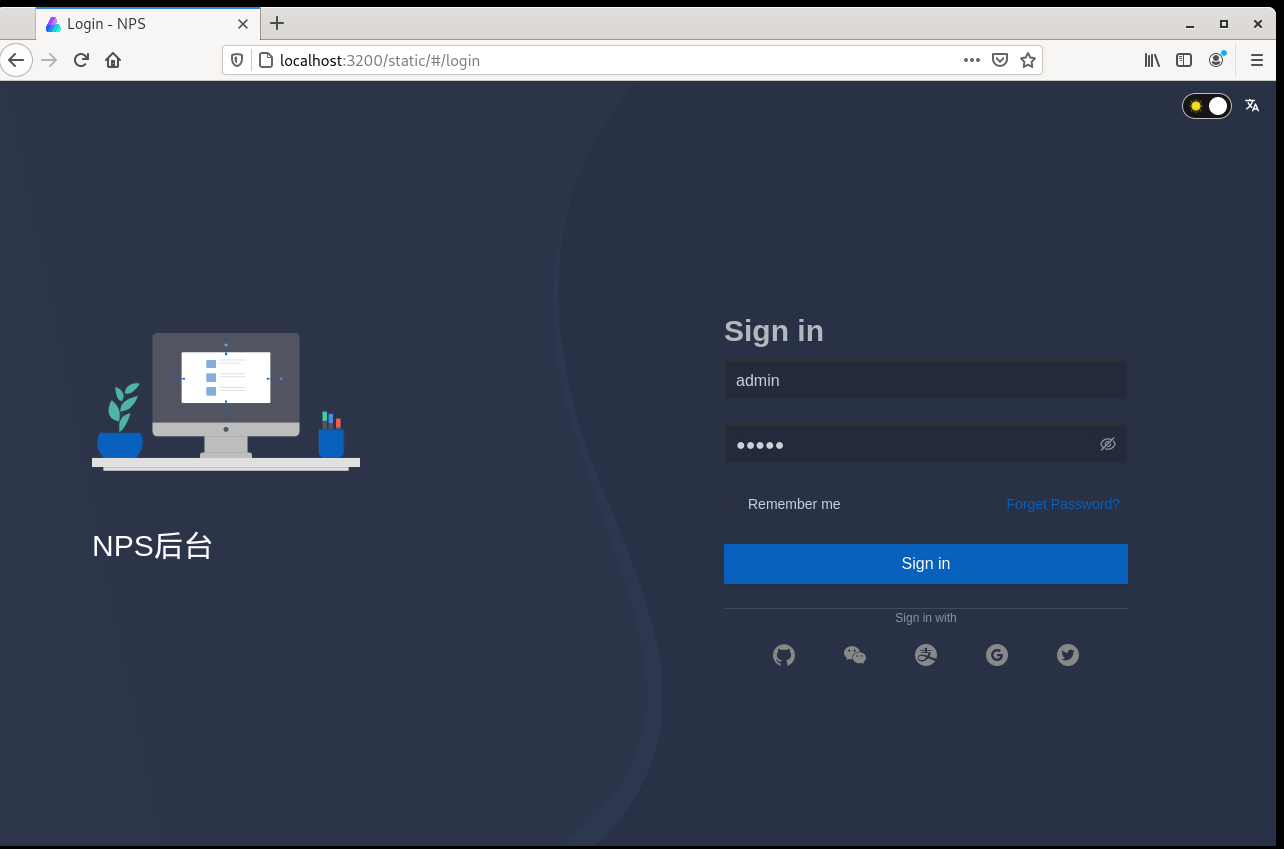 Login - NPS
localhost:3200/static/#/login
Sign in
admin
●●●●●
Remember me
Forget Password?
Sign in
NPS后台
Sign in with